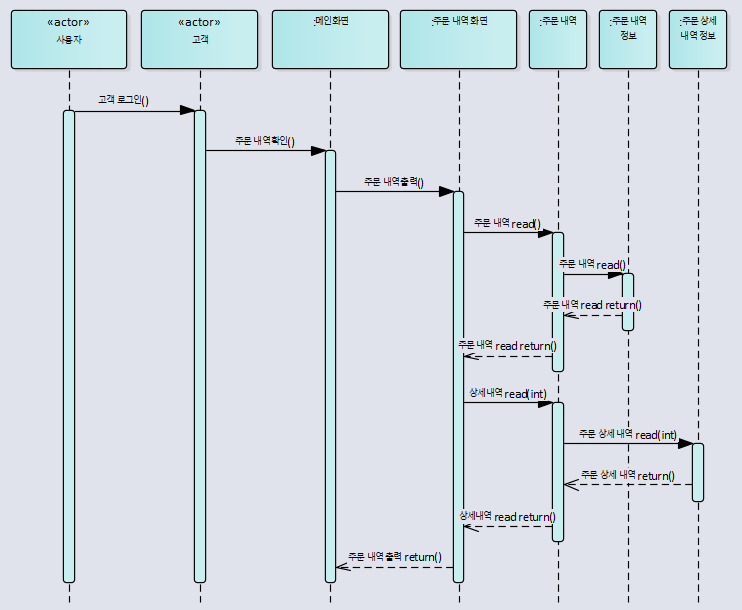 «actor»
사용자
«actor»
고객
:메인화면
:주문 내역 화면
:주문 내역
:주문 내역
정보
:주문 상세
내역 정보
고객 로그인()
주문 내역확인()
주문 내역출력()
주문 내역 read()
주문 내역 read()
주문 내역 read return()
주문 내역 read return()
상세내역 read(int)
주문 상세 내역 read(int)
주문 상세 내역 return()
상세내역 read return()
주문 내역출력 return()